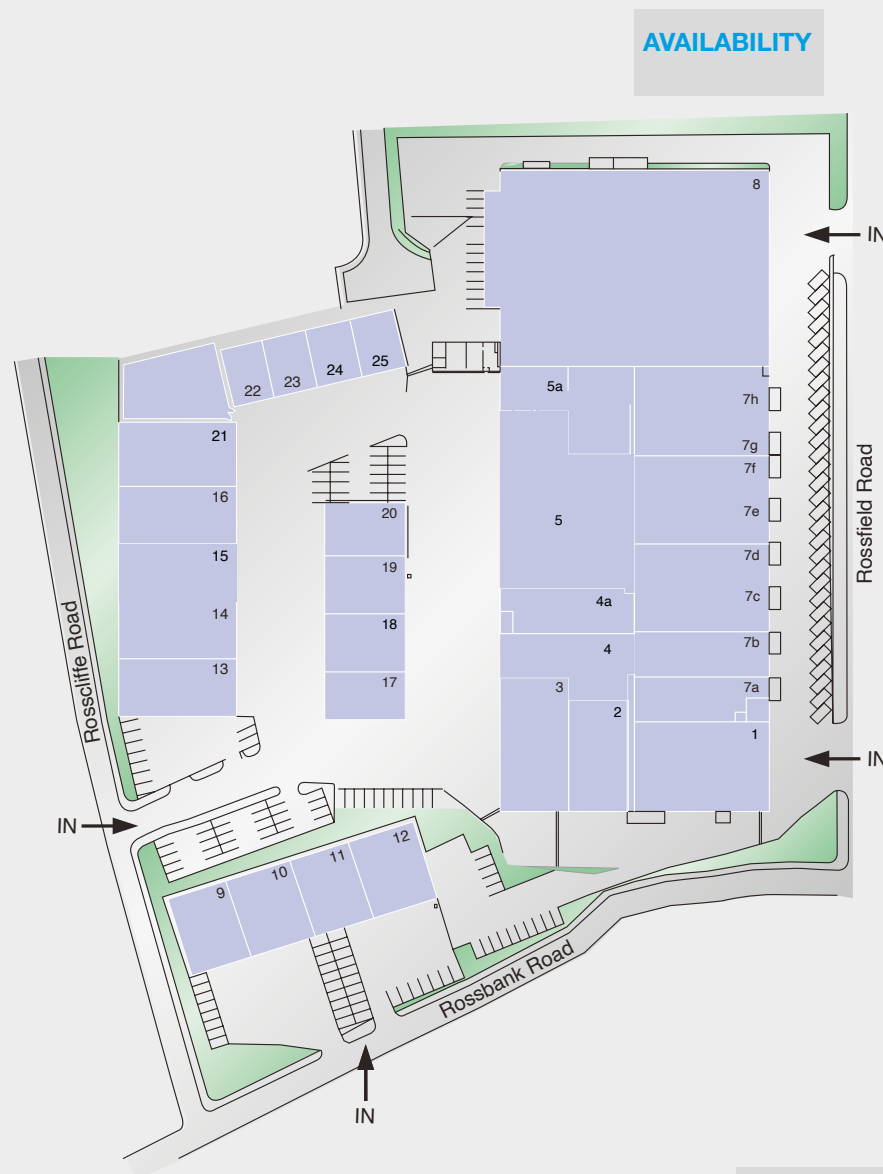 AVAILABILITY
8
IN
25
24
23
22
5a
7h
7g
7f
21
16
20
5
7e
Rossfield Road
15
19
7d
14
4a
7c
18
Rosscliffe Road
13
17
4
7b
3
7a
2
1
IN
IN
12
11
10
9
Rossbank Road
IN